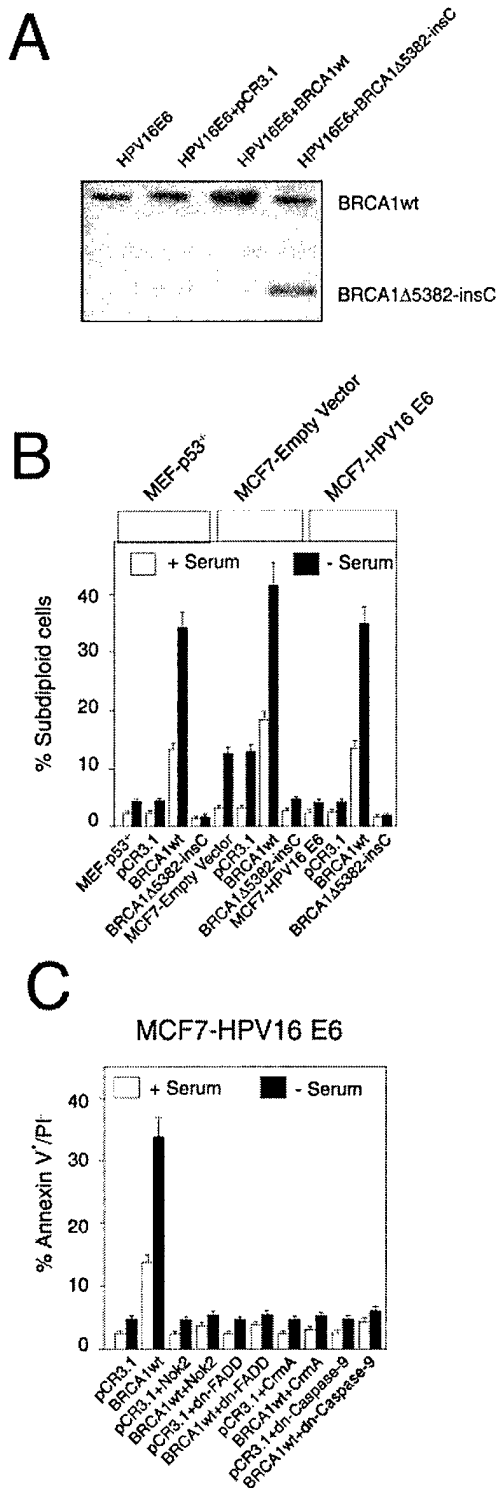 A
HPV16E6
HPV16E6+pCR3.1
HPV16E6+BRCA1wt
HPV16E6+BRCA1Δ5382-insC
BRCA1wt
BRCA1Δ5382-insC
B
MEF-p53-/-
MCF7-Empty Vector
MCF7-HPV16 E6
+ Serum
- Serum
% Subdiploid cells
40
30
20
10
0
MEF-p53-/-
pCR3.1
BRCA1wt
BRCA1Δ5382-insC
MCF7-Empty Vector
pCR3.1
BRCA1wt
BRCA1Δ5382-insC
MCF7-HPV16 E6
pCR3.1
BRCA1wt
BRCA1Δ5382-insC
C
MCF7-HPV16 E6
+ Serum
- Serum
% Annexin V+/PI-
40
30
20
10
0
pCR3.1
BRCA1wt
pCR3.1+Nok2
BRCA1wt+Nok2
pCR3.1+dn-FADD
BRCA1wt+dn-FADD
pCR3.1+CrmA
BRCA1wt+CrmA
pCR3.1+dn-Caspase-9
BRCA1wt+dn-Caspase-9